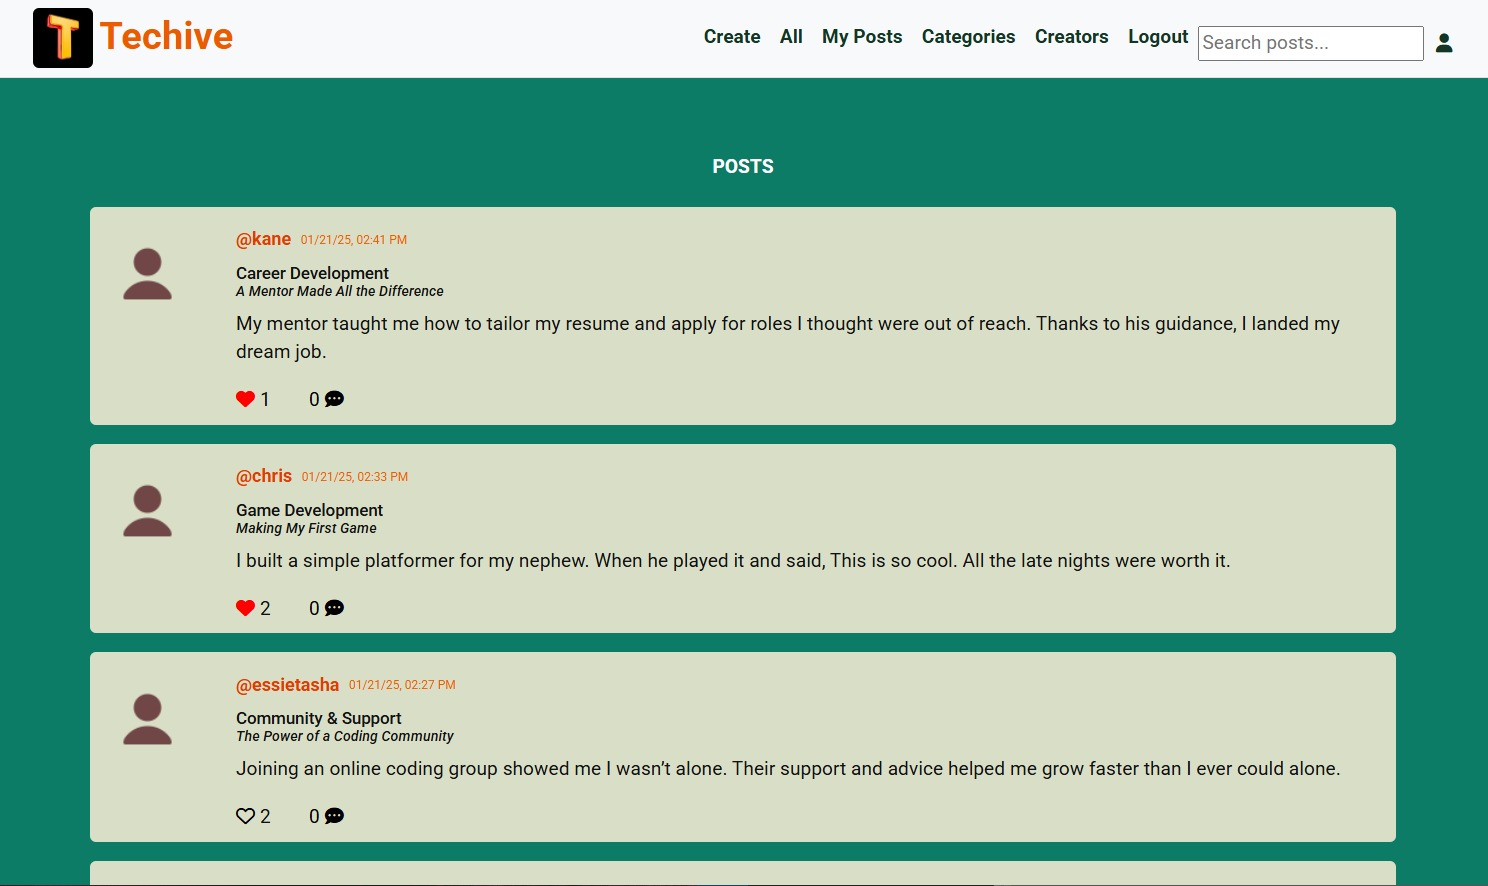 T Techive Create All My Posts Categories Creators Logout Search posts...
POSTS
@kane 01/21/25, 02:41 PM
Career Development
A Mentor Made All the Difference
My mentor taught me how to tailor my resume and apply for roles I thought were out of reach. Thanks to his guidance, I landed my
dream job.
1 0
@chris 01/21/25, 02:33 PM
Game Development
Making My First Game
I built a simple platformer for my nephew. When he played it and said, This is so cool. All the late nights were worth it.
2 0
@essietasha 01/21/25, 02:27 PM
Community & Support
The Power of a Coding Community
Joining an online coding group showed me I wasn’t alone. Their support and advice helped me grow faster than I ever could alone.
2 0